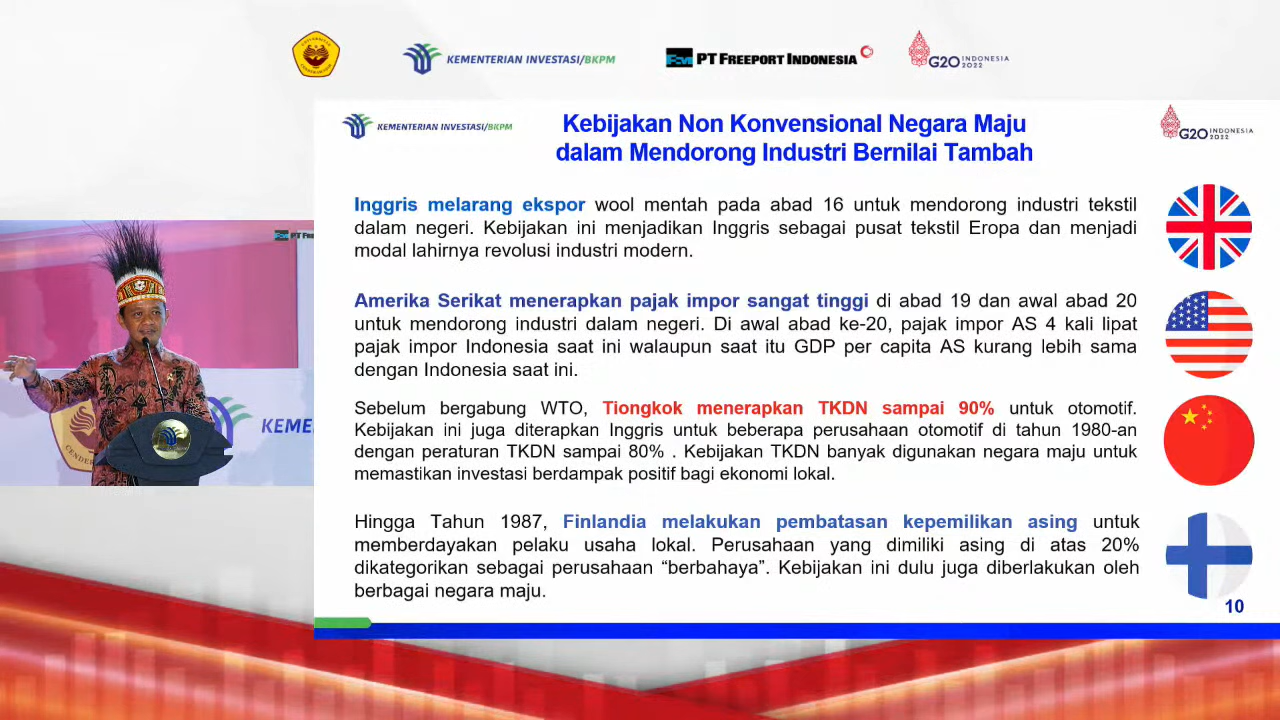 UNIVERSITAS
CENDERAWASIH
KEMENTERIAN INVESTASI/BKPM
PT FREEPORT INDONESIA
G20 INDONESIA
2022
KEMENTERIAN INVESTASI/BKPM
Kebijakan Non Konvensional Negara Maju
dalam Mendorong Industri Bernilai Tambah
G20 INDONESIA
2022
Inggris melarang ekspor wool mentah pada abad 16 untuk mendorong industri tekstil
dalam negeri. Kebijakan ini menjadikan Inggris sebagai pusat tekstil Eropa dan menjadi
modal lahirnya revolusi industri modern.
Amerika Serikat menerapkan pajak impor sangat tinggi di abad 19 dan awal abad 20
untuk mendorong industri dalam negeri. Di awal abad ke-20, pajak impor AS 4 kali lipat
pajak impor Indonesia saat ini walaupun saat itu GDP per capita AS kurang lebih sama
dengan Indonesia saat ini.
Sebelum bergabung WTO, Tiongkok menerapkan TKDN sampai 90% untuk otomotif.
Kebijakan ini juga diterapkan Inggris untuk beberapa perusahaan otomotif di tahun 1980-an
dengan peraturan TKDN sampai 80% . Kebijakan TKDN banyak digunakan negara maju untuk
memastikan investasi berdampak positif bagi ekonomi lokal.
Hingga Tahun 1987, Finlandia melakukan pembatasan kepemilikan asing untuk
memberdayakan pelaku usaha lokal. Perusahaan yang dimiliki asing di atas 20%
dikategorikan sebagai perusahaan “berbahaya”. Kebijakan ini dulu juga diberlakukan oleh
berbagai negara maju.
10
PT Fre
KEME
CENDER